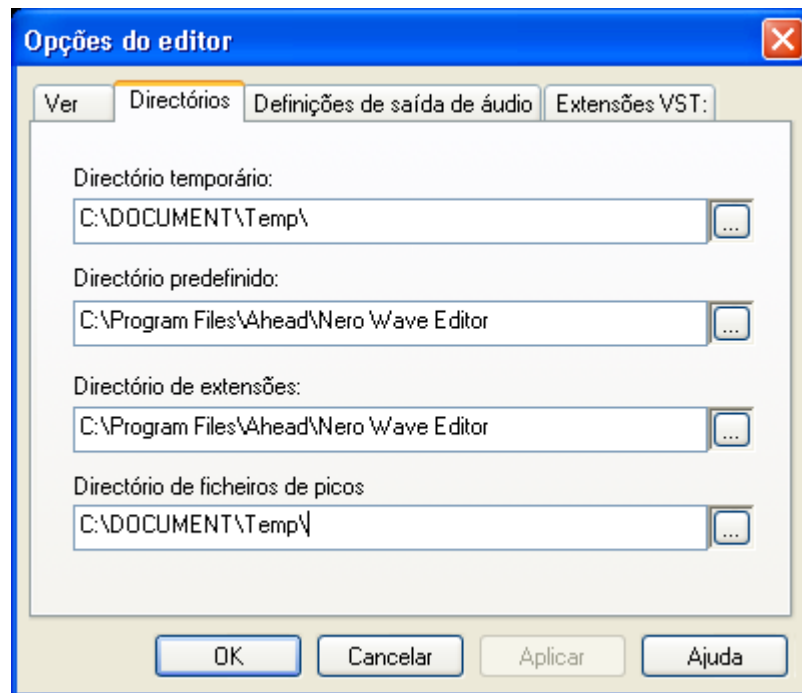 Opções do editor
Ver
Directórios
Definições de saída de áudio
Extensões VST:
Directório temporário:
C:\DOCUMENT\Temp\
...
Directório predefinido:
C:\Program Files\Ahead\Nero Wave Editor
...
Directório de extensões:
C:\Program Files\Ahead\Nero Wave Editor
...
Directório de ficheiros de picos
C:\DOCUMENT\Temp\
...
OK
Cancelar
Aplicar
Ajuda